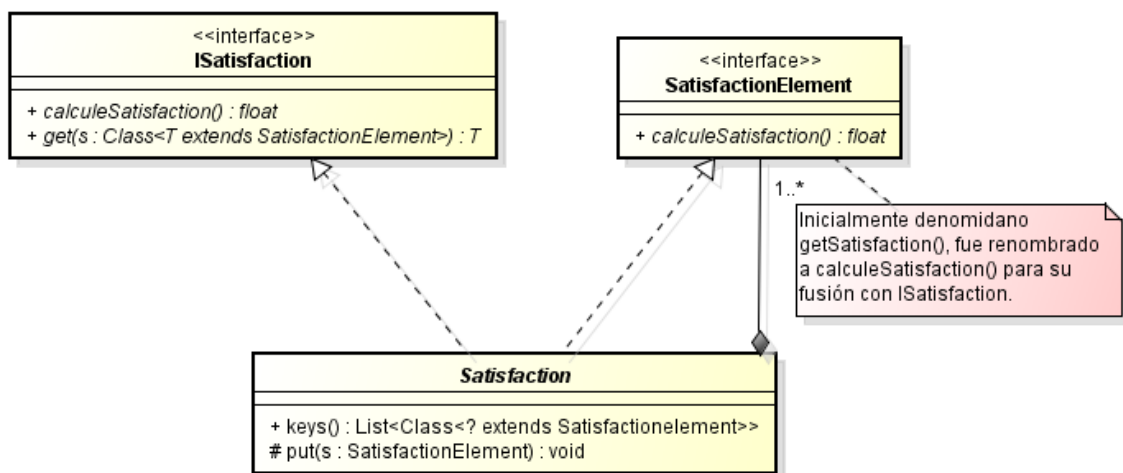 <<interface>>
ISatisfaction
+ calculeSatisfaction() : float
+ get(s : Class<T extends SatisfactionElement>) : T
<<interface>>
SatisfactionElement
+ calculeSatisfaction() : float
1..*
Inicialmente denomidano
getSatisfaction(), fue renombrado
a calculeSatisfaction() para su
fusión con ISatisfaction.
Satisfaction
+ keys() : List<Class<? extends Satisfactionelement>>
# put(s : SatisfactionElement) : void